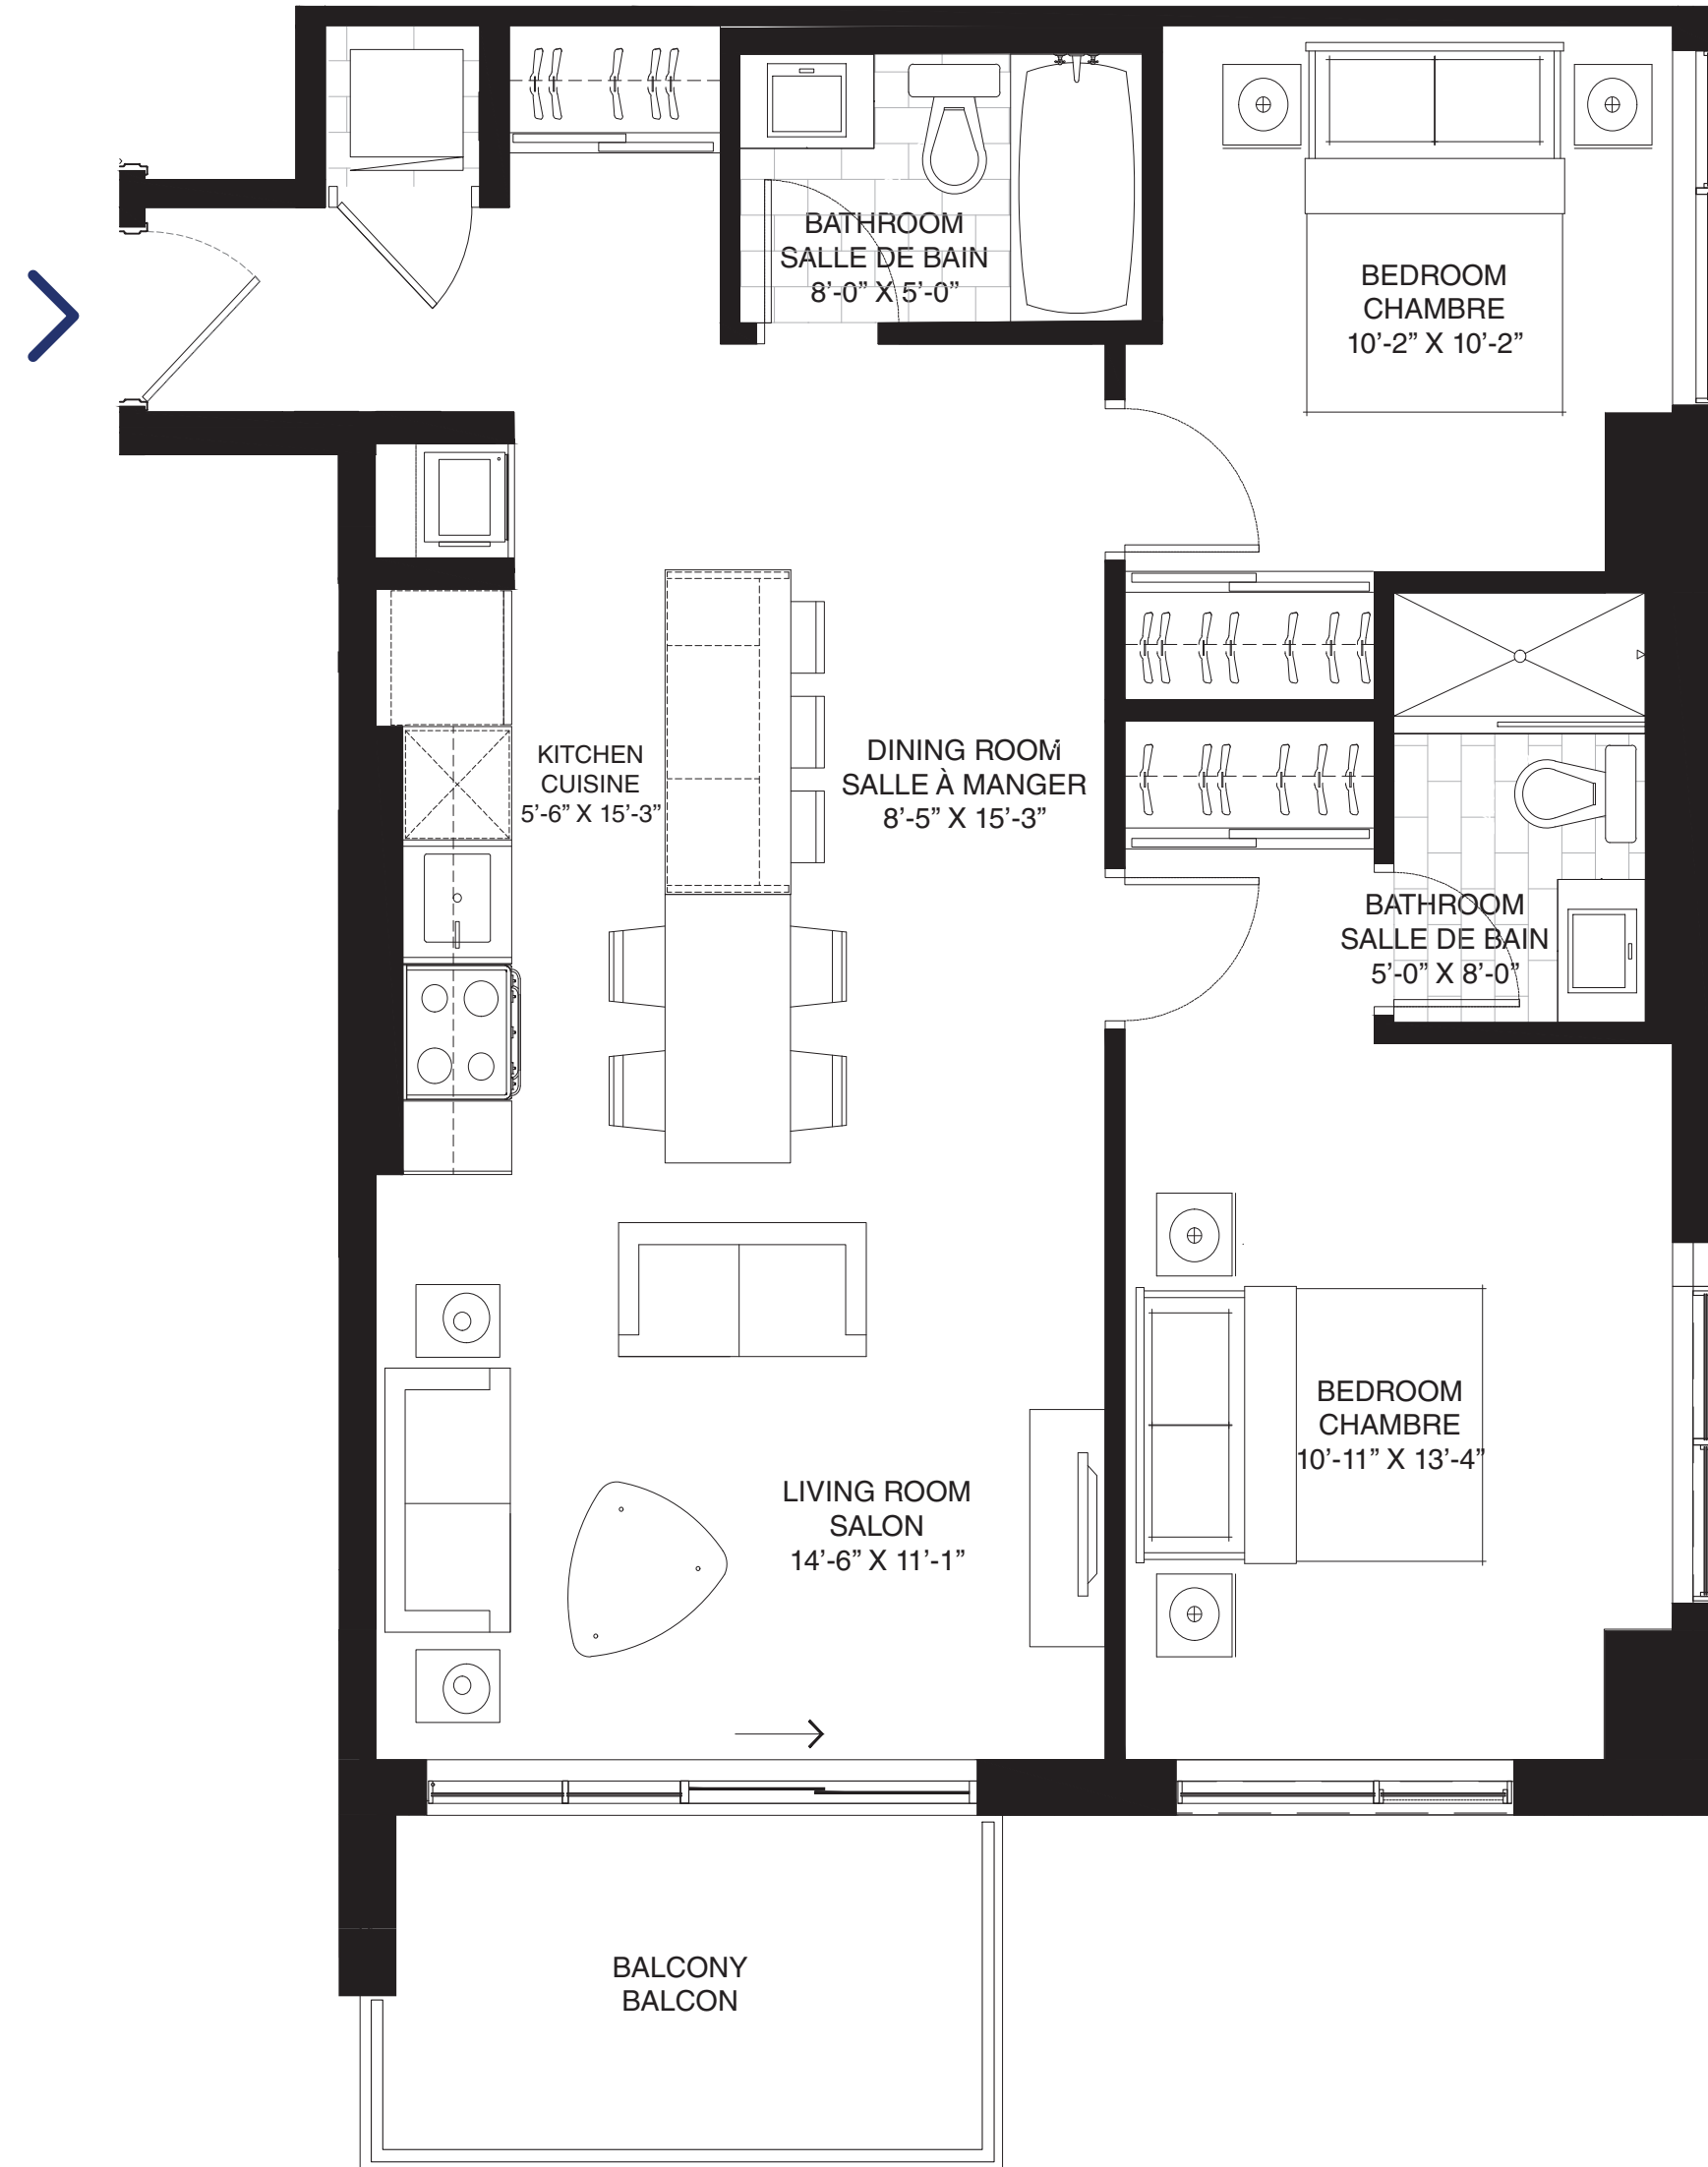 BATHROOM
SALLE DE BAIN
8’-0” X 5’-0”
BEDROOM
CHAMBRE
10’-2” X 10’-2”
KITCHEN
CUISINE
5’-6” X 15’-3”
DINING ROOM
SALLE À MANGER
8’-5” X 15’-3”
BATHROOM
SALLE DE BAIN
5’-0” X 8’-0”
BEDROOM
CHAMBRE
10’-11” X 13’-4”
LIVING ROOM
SALON
14’-6” X 11’-1”
BALCONY
BALCON